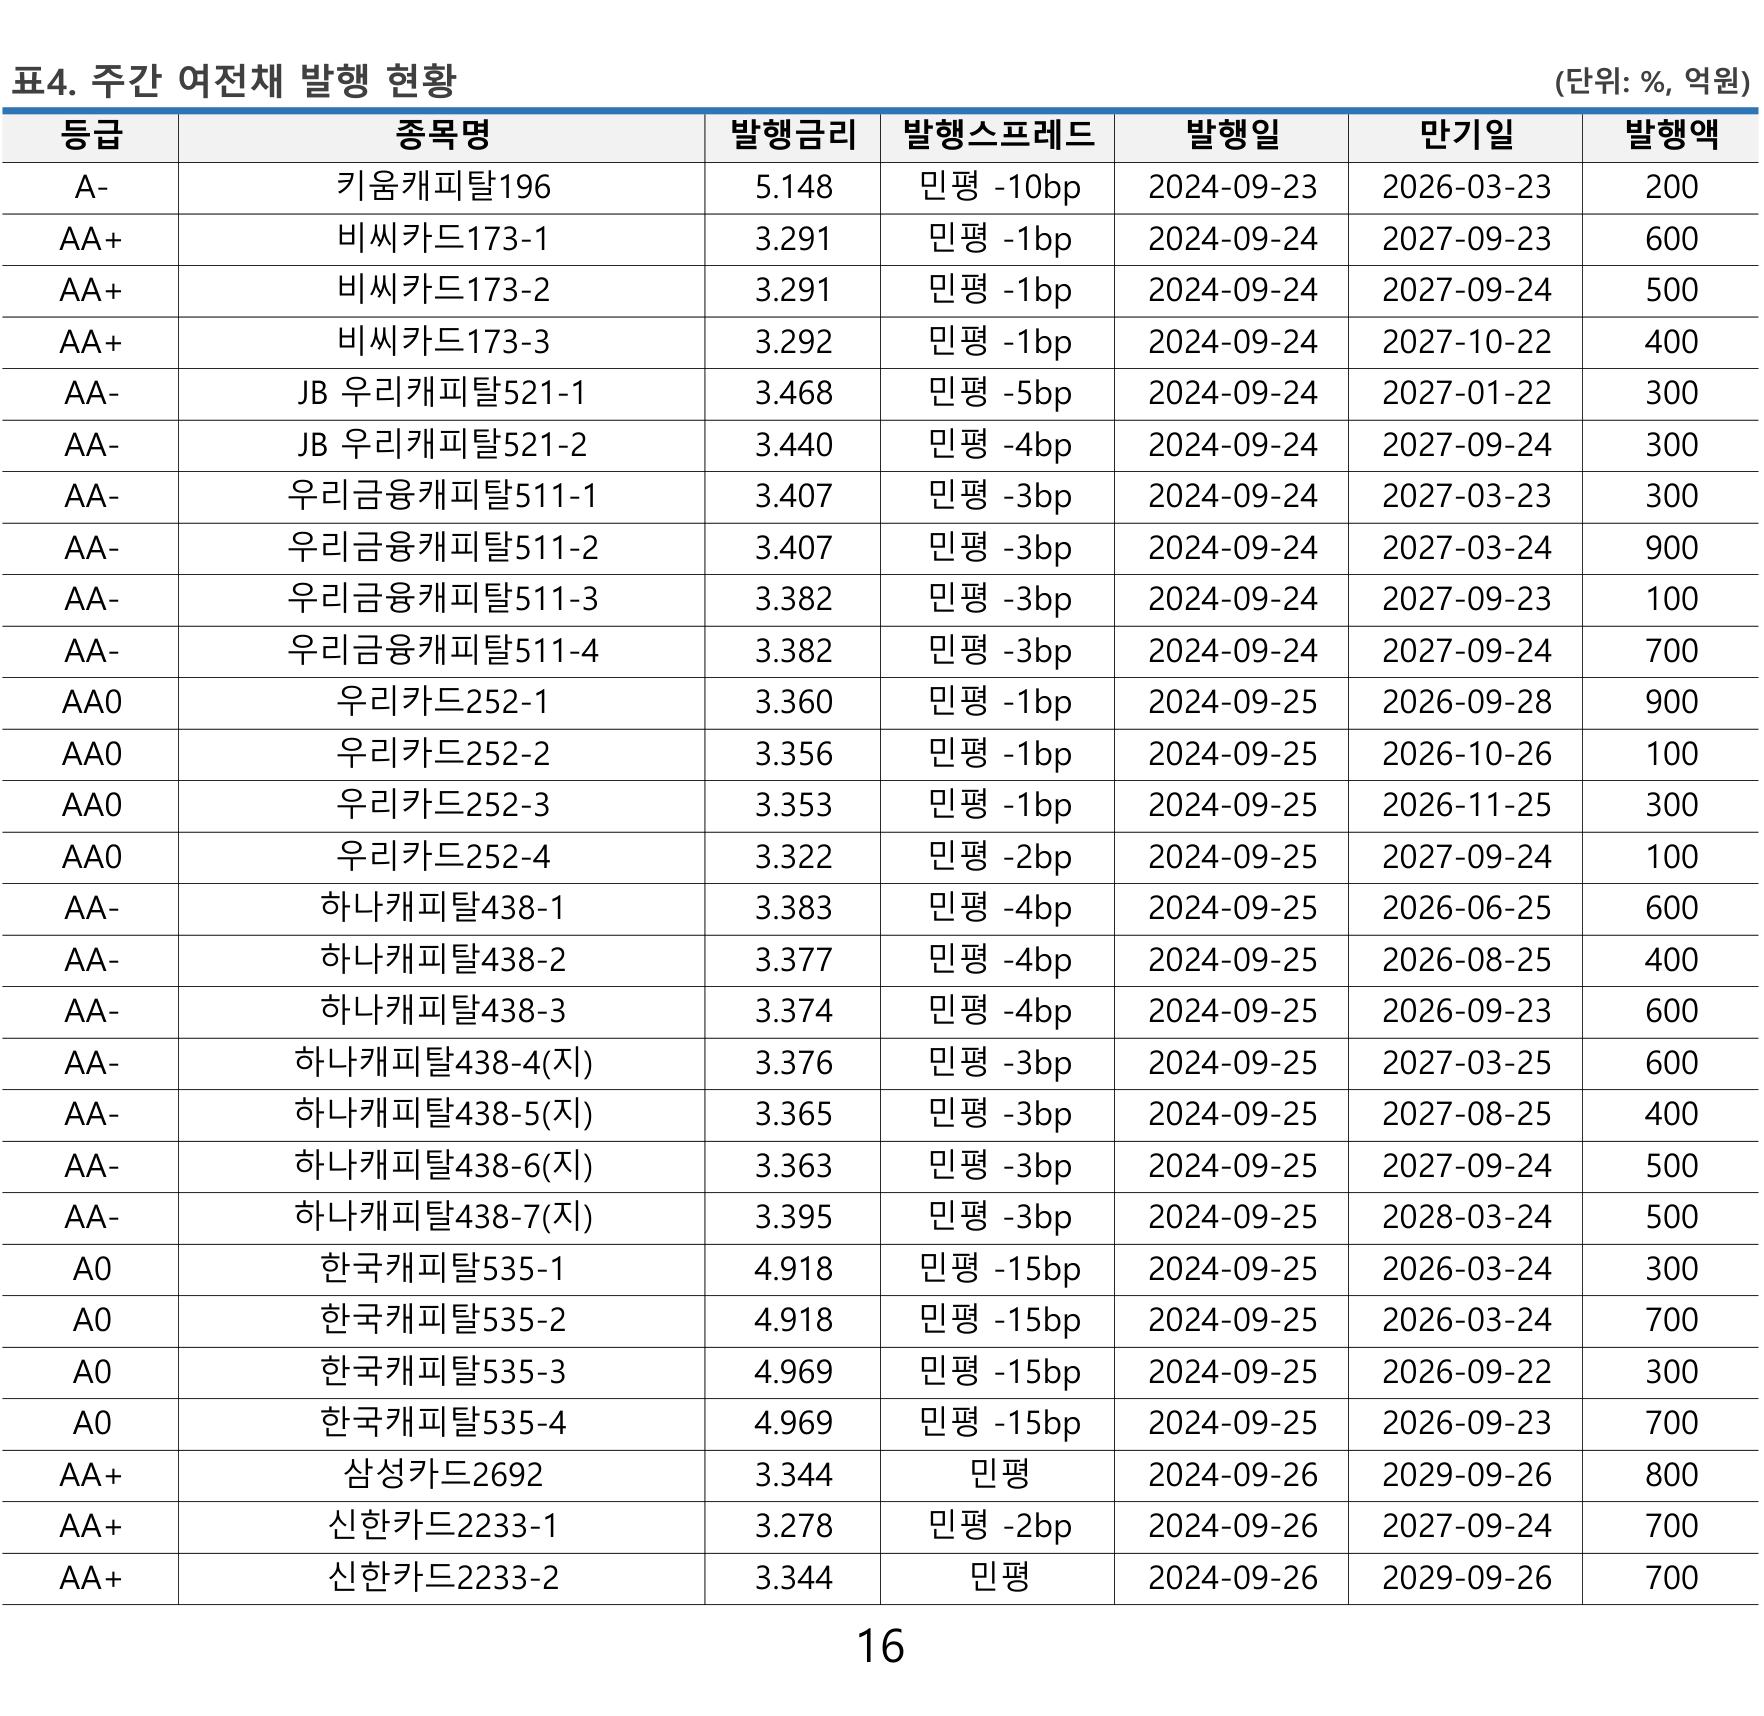 표4. 주간 여전채 발행 현황 (단위: %, 억원)
등급 종목명 발행금리 발행스프레드 발행일 만기일 발행액
A- 키움캐피탈196 5.148 민평 -10bp 2024-09-23 2026-03-23 200
AA+ 비씨카드173-1 3.291 민평 -1bp 2024-09-24 2027-09-23 600
AA+ 비씨카드173-2 3.291 민평 -1bp 2024-09-24 2027-09-24 500
AA+ 비씨카드173-3 3.292 민평 -1bp 2024-09-24 2027-10-22 400
AA- JB 우리캐피탈521-1 3.468 민평 -5bp 2024-09-24 2027-01-22 300
AA- JB 우리캐피탈521-2 3.440 민평 -4bp 2024-09-24 2027-09-24 300
AA- 우리금융캐피탈511-1 3.407 민평 -3bp 2024-09-24 2027-03-23 300
AA- 우리금융캐피탈511-2 3.407 민평 -3bp 2024-09-24 2027-03-24 900
AA- 우리금융캐피탈511-3 3.382 민평 -3bp 2024-09-24 2027-09-23 100
AA- 우리금융캐피탈511-4 3.382 민평 -3bp 2024-09-24 2027-09-24 700
AA0 우리카드252-1 3.360 민평 -1bp 2024-09-25 2026-09-28 900
AA0 우리카드252-2 3.356 민평 -1bp 2024-09-25 2026-10-26 100
AA0 우리카드252-3 3.353 민평 -1bp 2024-09-25 2026-11-25 300
AA0 우리카드252-4 3.322 민평 -2bp 2024-09-25 2027-09-24 100
AA- 하나캐피탈438-1 3.383 민평 -4bp 2024-09-25 2026-06-25 600
AA- 하나캐피탈438-2 3.377 민평 -4bp 2024-09-25 2026-08-25 400
AA- 하나캐피탈438-3 3.374 민평 -4bp 2024-09-25 2026-09-23 600
AA- 하나캐피탈438-4(지) 3.376 민평 -3bp 2024-09-25 2027-03-25 600
AA- 하나캐피탈438-5(지) 3.365 민평 -3bp 2024-09-25 2027-08-25 400
AA- 하나캐피탈438-6(지) 3.363 민평 -3bp 2024-09-25 2027-09-24 500
AA- 하나캐피탈438-7(지) 3.395 민평 -3bp 2024-09-25 2028-03-24 500
A0 한국캐피탈535-1 4.918 민평 -15bp 2024-09-25 2026-03-24 300
A0 한국캐피탈535-2 4.918 민평 -15bp 2024-09-25 2026-03-24 700
A0 한국캐피탈535-3 4.969 민평 -15bp 2024-09-25 2026-09-22 300
A0 한국캐피탈535-4 4.969 민평 -15bp 2024-09-25 2026-09-23 700
AA+ 삼성카드2692 3.344 민평 2024-09-26 2029-09-26 800
AA+ 신한카드2233-1 3.278 민평 -2bp 2024-09-26 2027-09-24 700
AA+ 신한카드2233-2 3.344 민평 2024-09-26 2029-09-26 700
16